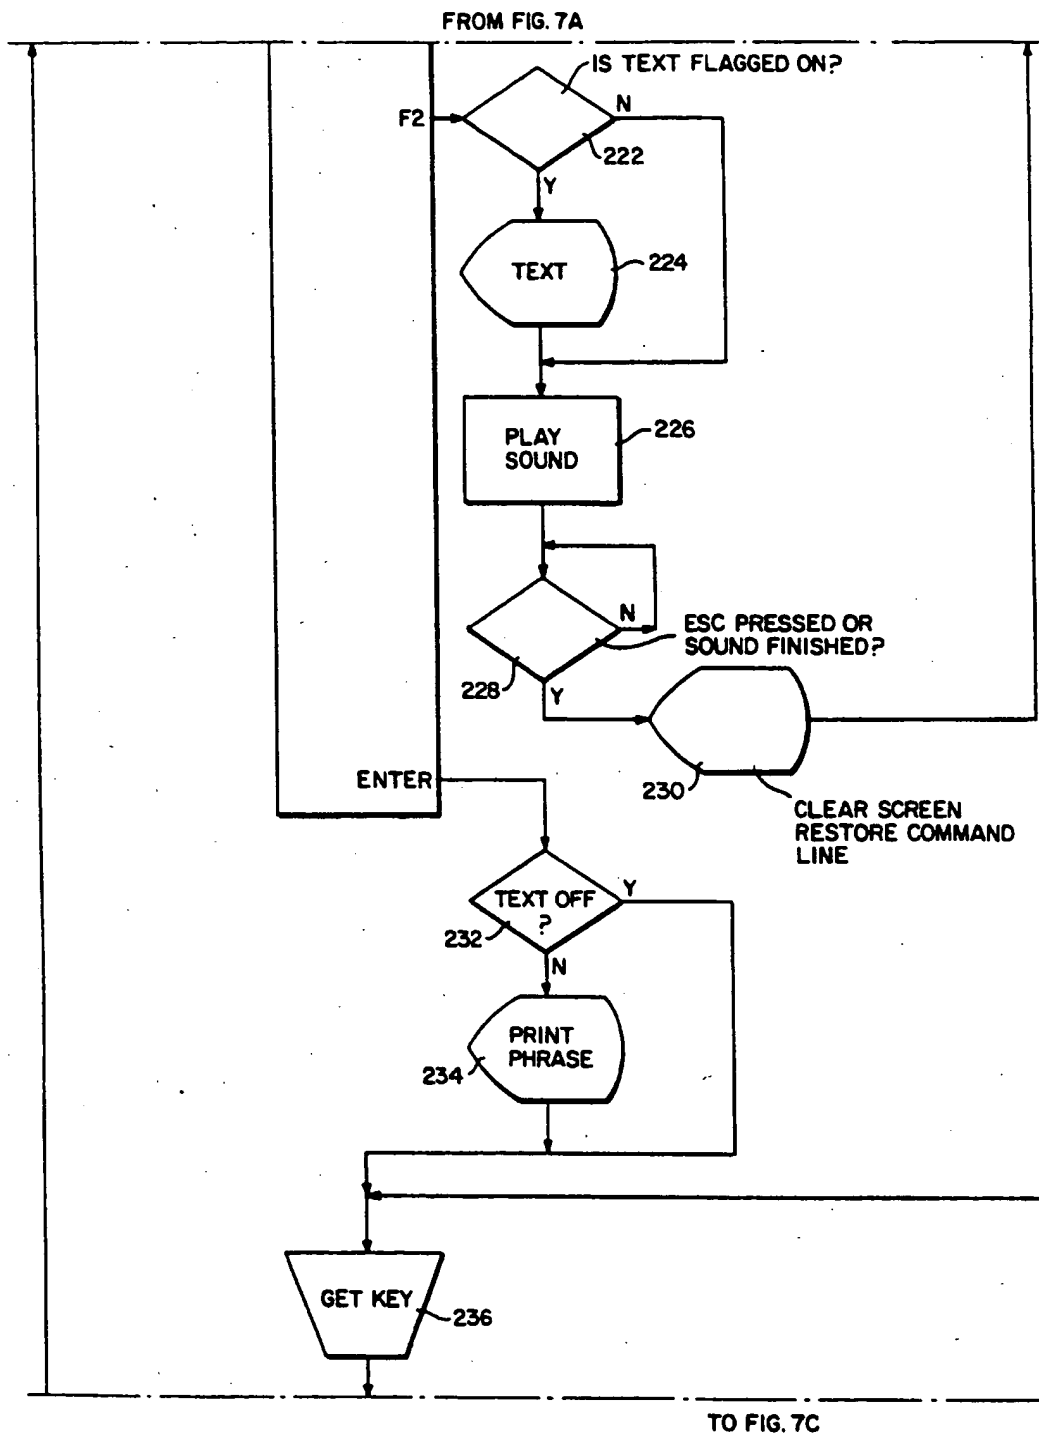 FROM FIG. 7A
IS TEXT FLAGGED ON?
F2
N
222
Y
TEXT
224
PLAY
SOUND
226
N
ESC PRESSED OR
SOUND FINISHED?
228
Y
230
ENTER
CLEAR SCREEN
RESTORE COMMAND
LINE
TEXT OFF
?
Y
232
N
PRINT
PHRASE
234
GET KEY
236
TO FIG. 7C